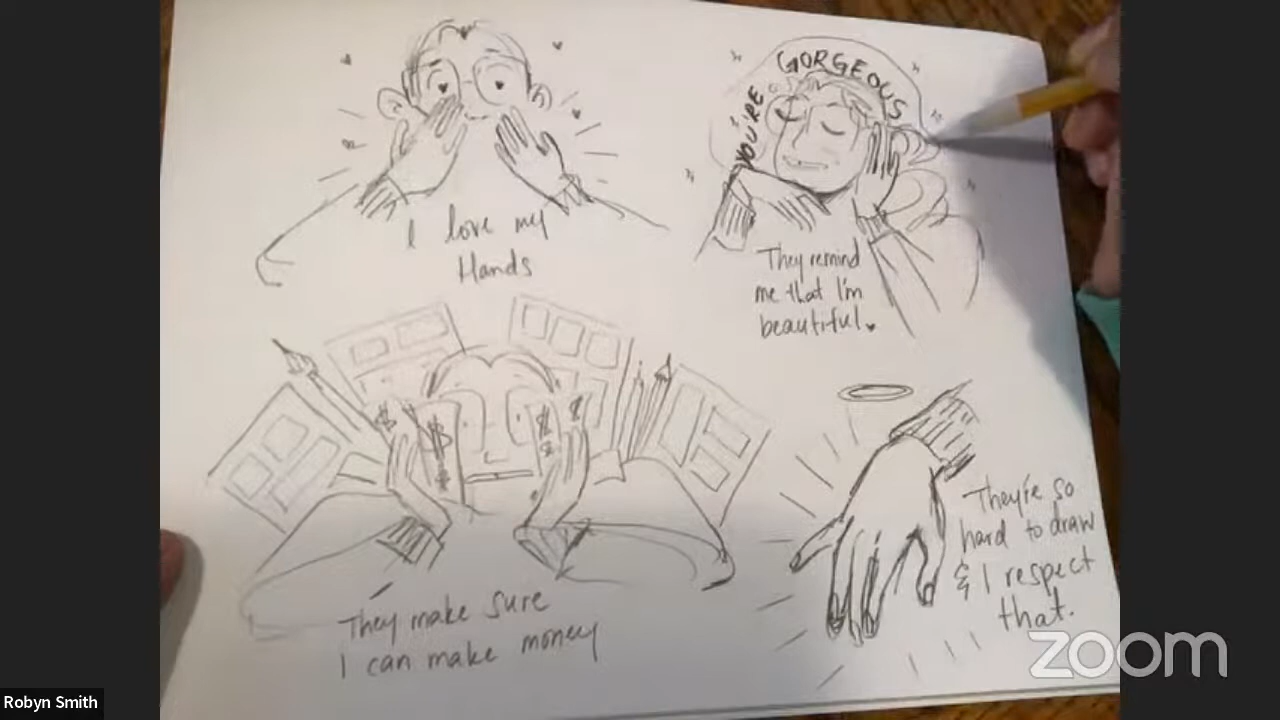 I love my
Hands
YOU'RE GORGEOUS
They remind
me that I'm
beautiful.
They make sure
I can make money
They're so
hard to draw
& I respect
that.
zoom
Robyn Smith